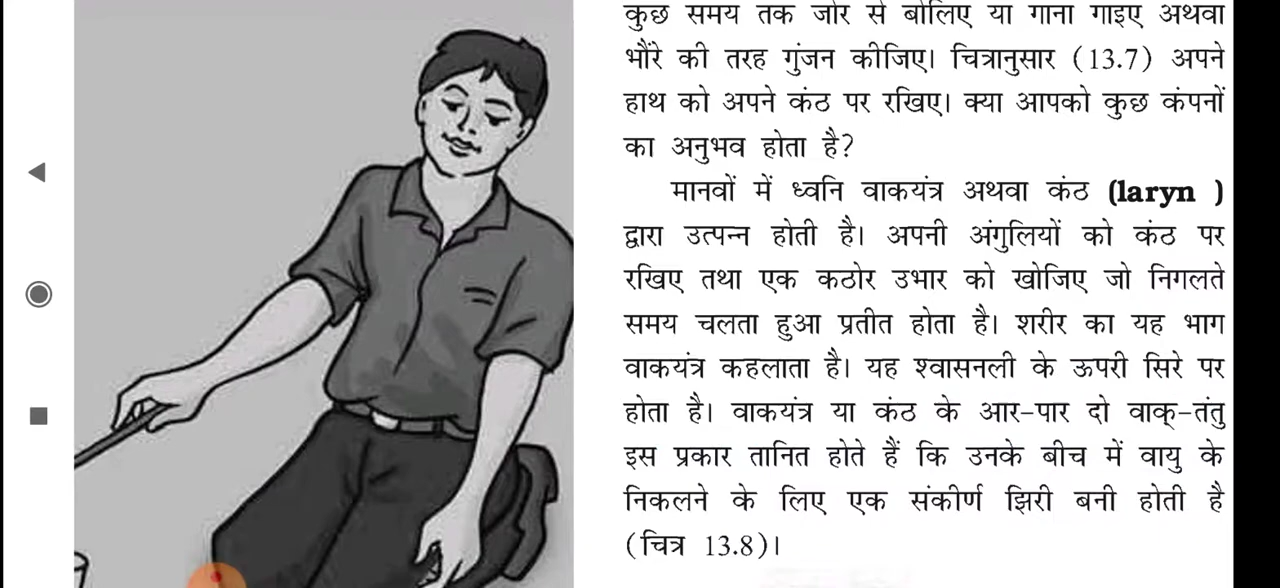 कुछ समय तक जोर से बोलिए या गाना गाइए अथवा
भौंरे की तरह गुंजन कीजिए। चित्रानुसार (13.7) अपने
हाथ को अपने कंठ पर रखिए। क्या आपको कुछ कंपनों
का अनुभव होता है?
मानवों में ध्वनि वाकयंत्र अथवा कंठ (laryn )
द्वारा उत्पन्न होती है। अपनी अंगुलियों को कंठ पर
रखिए तथा एक कठोर उभार को खोजिए जो निगलते
समय चलता हुआ प्रतीत होता है। शरीर का यह भाग
वाकयंत्र कहलाता है। यह श्वासनली के ऊपरी सिरे पर
होता है। वाकयंत्र या कंठ के आर-पार दो वाक्-तंतु
इस प्रकार तानित होते हैं कि उनके बीच में वायु के
निकलने के लिए एक संकीर्ण झिरी बनी होती है
(चित्र 13.8)।